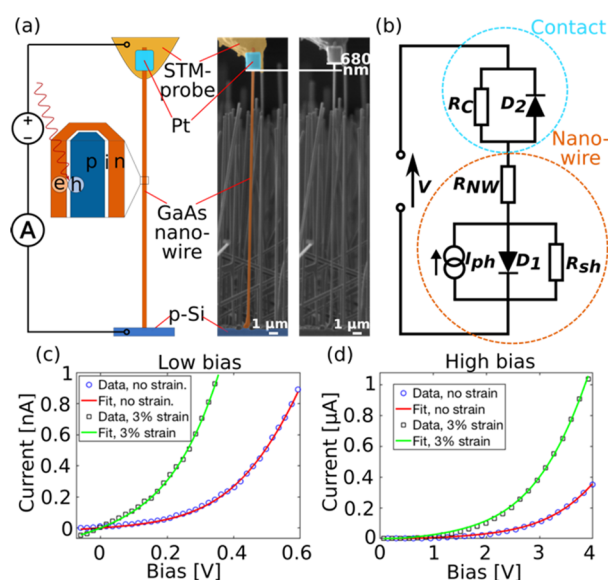 (a)
STM-
probe
Pt
680
nm
p i n
e h
GaAs
nano-
wire
A
p-Si
1 μm
1 μm
(b)
Contact
R_C
D_2
Nano-
wire
V
R_NW
I_ph
D_1
R_sh
(c)
Low bias
Data, no strain.
Fit, no strain.
Data, 3% strain
Fit, 3% strain
Current [nA]
1
0.8
0.6
0.4
0.2
0
0
0.2
0.4
0.6
Bias [V]
(d)
High bias
Data, no strain
Fit, no strain
Data, 3% strain
Fit, 3% strain
Current [μA]
1
0.8
0.6
0.4
0.2
0
0
1
2
3
4
Bias [V]